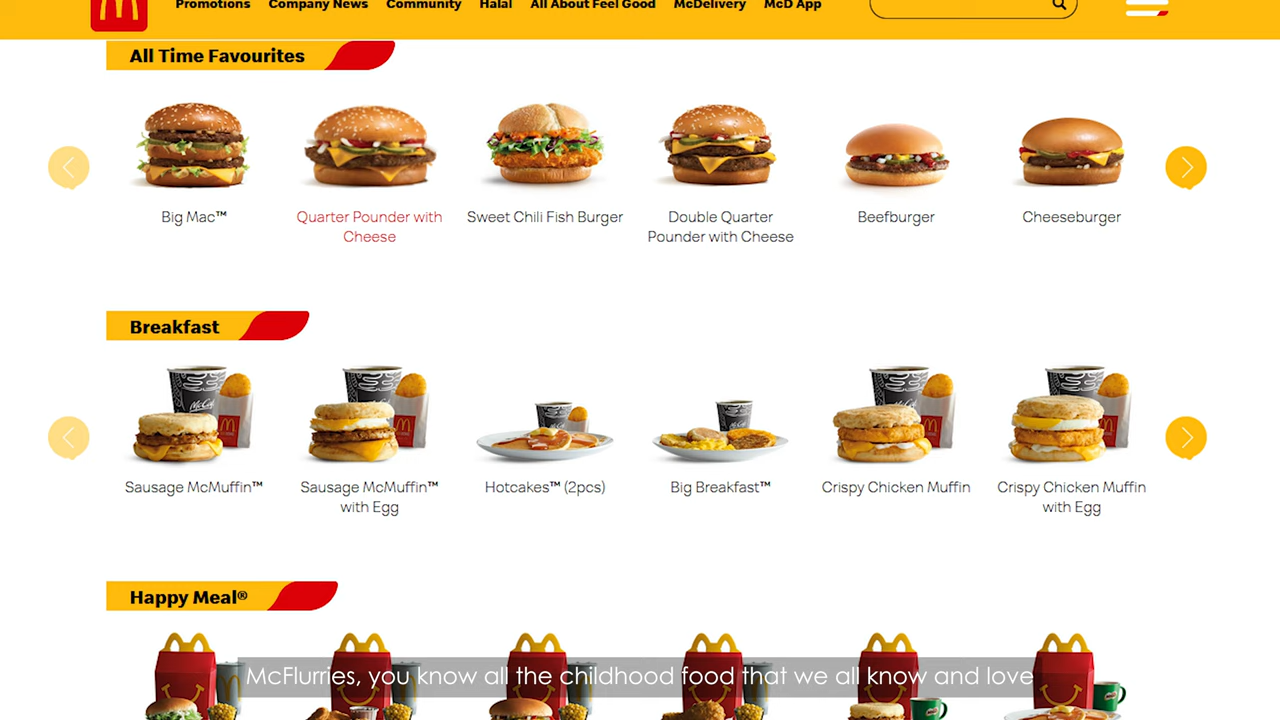 Promotions Company News Community Halal All About Feel Good McDelivery McD App
All Time Favourites
Big Mac™
Quarter Pounder with
Cheese
Sweet Chili Fish Burger
Double Quarter
Pounder with Cheese
Beefburger
Cheeseburger
Breakfast
McCafé
Sausage McMuffin™
Sausage McMuffin™
with Egg
Hotcakes™ (2pcs)
Big Breakfast™
Crispy Chicken Muffin
Crispy Chicken Muffin
with Egg
Happy Meal®
McFlurries, you know all the childhood food that we all know and love